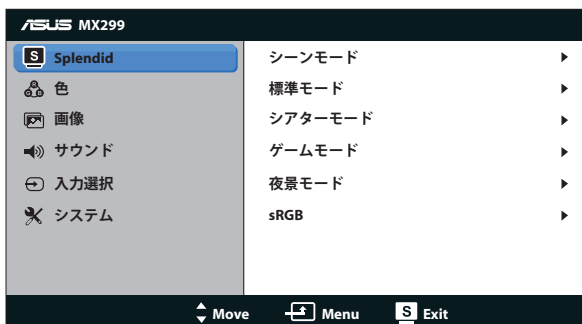 ASUS MX299
S Splendid
色
画像
サウンド
入力選択
システム
シーンモード
標準モード
シアターモード
ゲームモード
夜景モード
sRGB
Move Menu S Exit